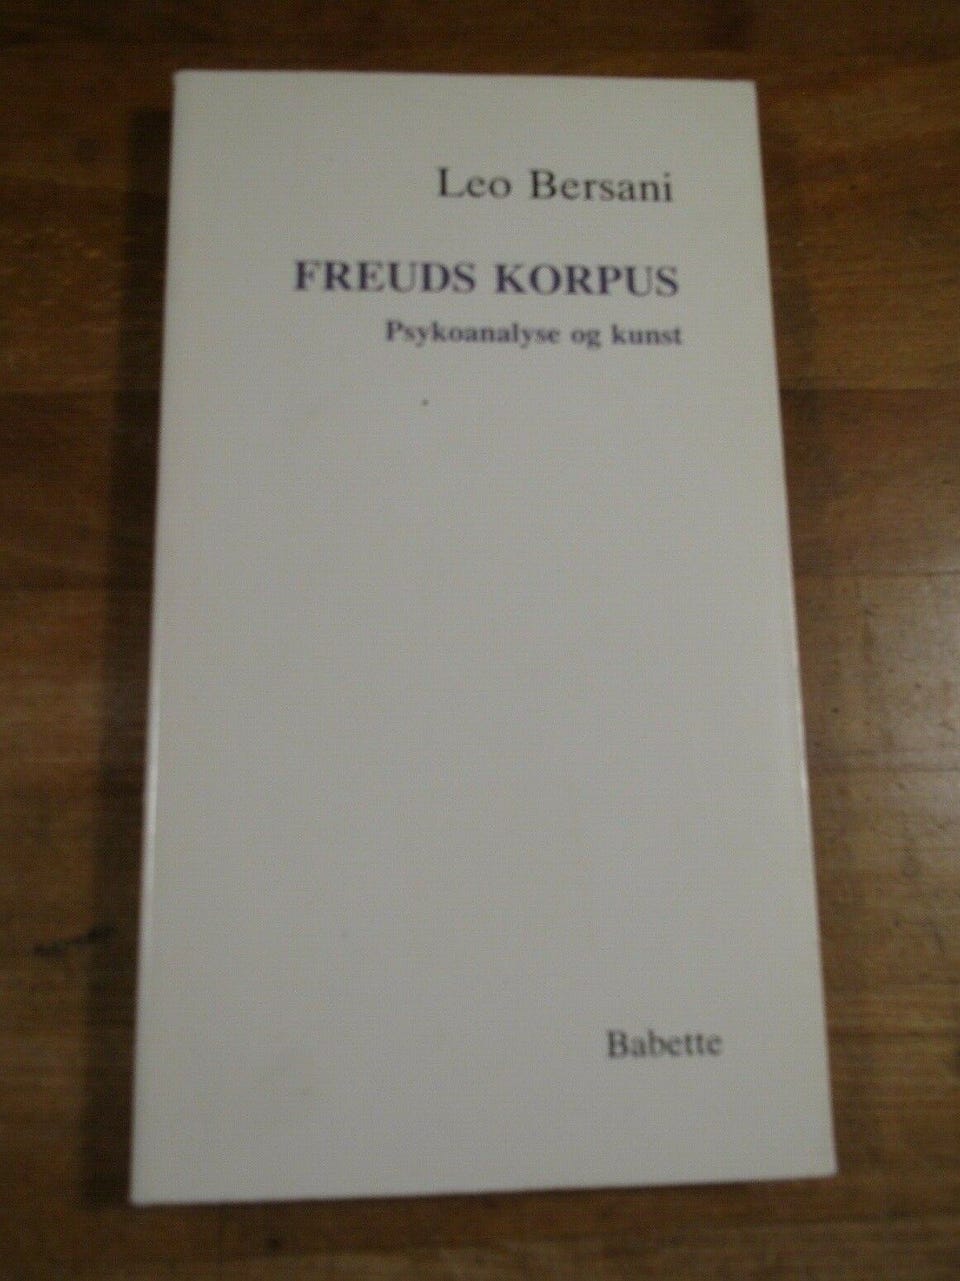 Leo Bersani
FREUDS KORPUS
Psykoanalyse og kunst
Babette